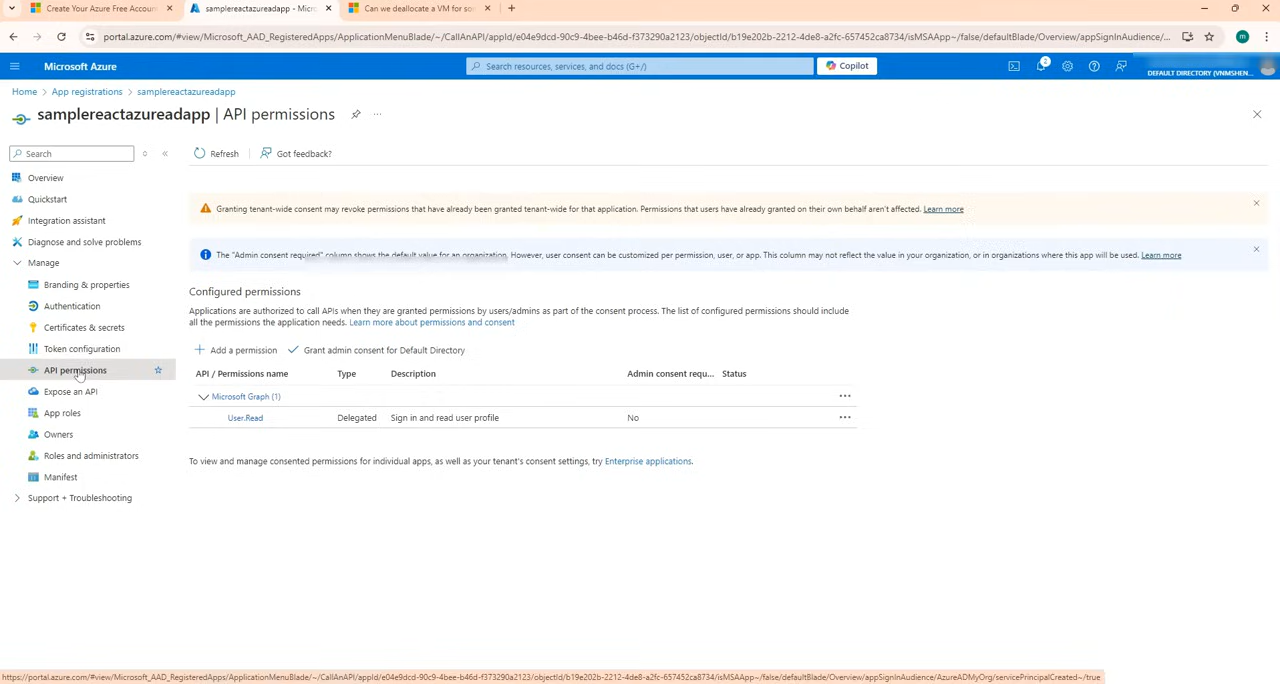 Create Your Azure Free Accoun
samplereactazureadapp - Micro
Can we deallocate a VM for so
portal.azure.com/#view/Microsoft_AAD_RegisteredApps/ApplicationMenuBlade/~/CallAnAPI/appId/e04e9dcd-90c9-4bee-b46d-f373290a2123/objectId/b19e202b-2212-4de8-a2fc-657452ca8734/isMSAApp~/false/defaultBlade/Overview/appSignInAudience/...
m
Microsoft Azure
Search resources, services, and docs (G+/)
Copilot
2
DEFAULT DIRECTORY (VNMSHEN...
Home > App registrations > samplereactazureadapp
samplereactazureadapp | API permissions
Search
Refresh
Got feedback?
Overview
Quickstart
Integration assistant
Diagnose and solve problems
Manage
Branding & properties
Authentication
Certificates & secrets
Token configuration
API permissions
Expose an API
App roles
Owners
Roles and administrators
Manifest
Support + Troubleshooting
Granting tenant-wide consent may revoke permissions that have already been granted tenant-wide for that application. Permissions that users have already granted on their own behalf aren't affected. Learn more
The "Admin consent required" column shows the default value for an organization. However, user consent can be customized per permission, user, or app. This column may not reflect the value in your organization, or in organizations where this app will be used. Learn more
Configured permissions
Applications are authorized to call APIs when they are granted permissions by users/admins as part of the consent process. The list of configured permissions should include
all the permissions the application needs. Learn more about permissions and consent
Add a permission
Grant admin consent for Default Directory
API / Permissions name Type Description Admin consent requ... Status
Microsoft Graph (1)
User.Read Delegated Sign in and read user profile No
To view and manage consented permissions for individual apps, as well as your tenant's consent settings, try Enterprise applications.
https://portal.azure.com/#view/Microsoft_AAD_RegisteredApps/ApplicationMenuBlade/~/CallAnAPI/appId/e04e9dcd-90c9-4bee-b46d-f373290a2123/objectId/b19e202b-2212-4de8-a2fc-657452ca8734/isMSAApp~/false/defaultBlade/Overview/appSignInAudience/AzureADMyOrg/servicePrincipalCreated~/true